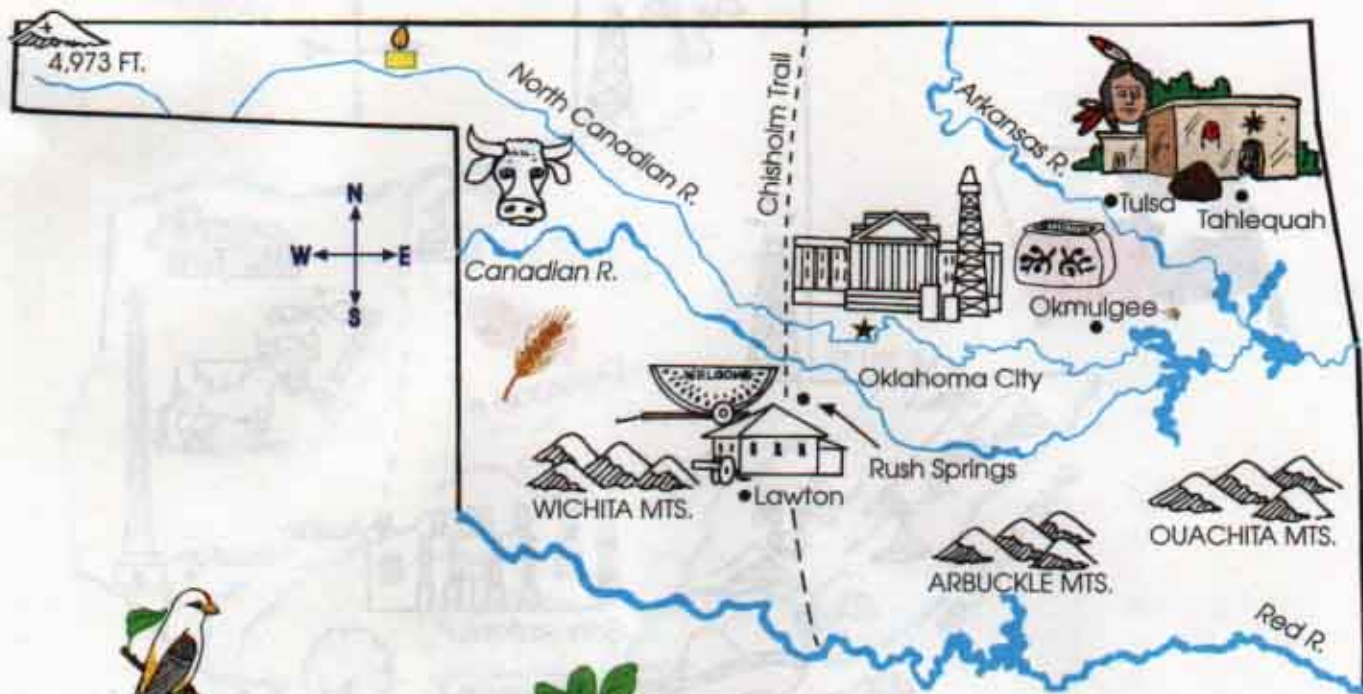 4,973 FT.
North Canadian R.
Chisholm Trail
Arkansas R.
N
W
E
S
Canadian R.
Tulsa
Tahlequah
Okmulgee
WELCOME
Oklahoma City
Rush Springs
Lawton
WICHITA MTS.
ARBUCKLE MTS.
OUACHITA MTS.
Red R.